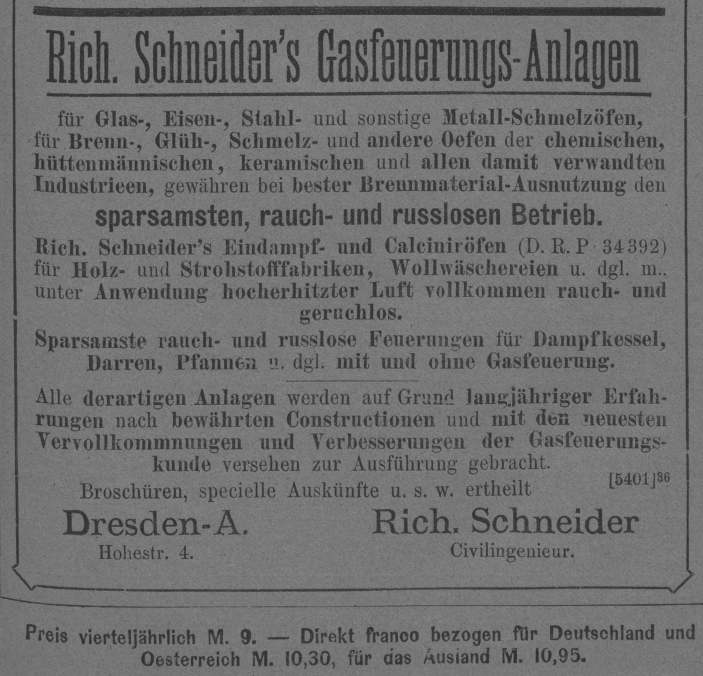 Rich. Schneider's Gasfeuerungs-Anlagen
für Glas-, Eisen-, Stahl- und sonstige Metall-Schmelzöfen,
für Brenn-, Glüh-, Schmelz- und andere Oefen der chemischen,
hüttenmännischen, keramischen und allen damit verwandten
Industrieen, gewähren bei bester Brennmaterial-Ausnutzung den
sparsamsten, rauch- und russlosen Betrieb.
Rich. Schneider's Eindampf- und Calciniröfen (D. R. P 34392)
für Holz- und Strohstofffabriken, Wollwäschereien u. dgl. m.,
unter Anwendung hocherhitzter Luft vollkommen rauch- und
geruchlos.
Sparsamste rauch- und russlose Feuerungen für Dampfkessel,
Darren, Pfannen u. dgl. mit und ohne Gasfeuerung.
Alle derartigen Anlagen werden auf Grund langjähriger Erfah-
rungen nach bewährten Constructionen und mit den neuesten
Vervollkommnungen und Verbesserungen der Gasfeuerungs-
kunde versehen zur Ausführung gebracht.
Broschüren, specielle Auskünfte u. s. w. ertheilt [5401]36
Dresden-A. Rich. Schneider
Hohestr. 4. Civilingenieur.
Preis vierteljährlich M. 9. — Direkt franco bezogen für Deutschland und
Oesterreich M. 10,30, für das Ausland M. 10,95.